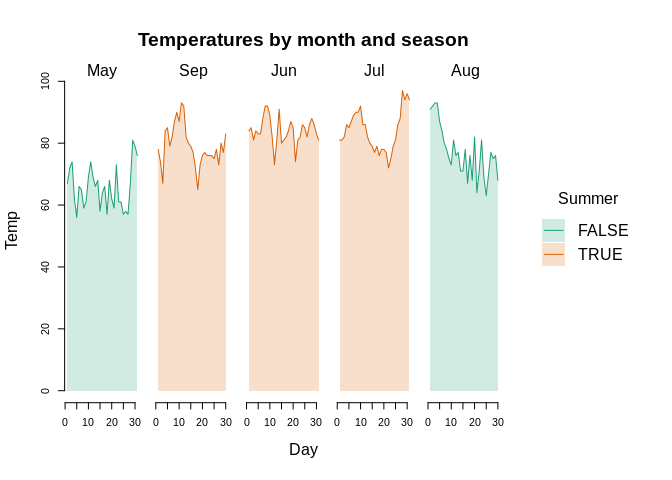 Temperatures by month and season
May Sep Jun Jul Aug
100
80
60
40
20
0
Temp
0 10 20 30 0 10 20 30 0 10 20 30 0 10 20 30 0 10 20 30
Day
Summer
FALSE
TRUE